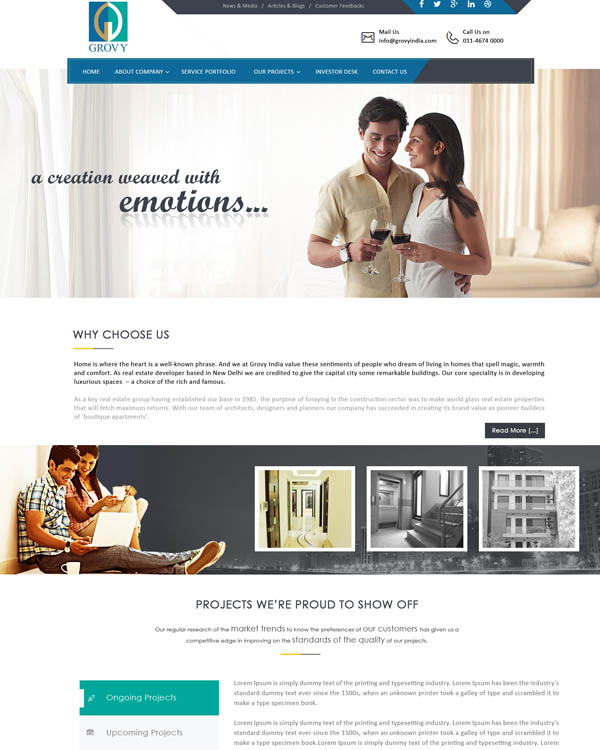 News & Media / Articles & Blogs / Customer Feedbacks
GROVY
Mail Us
info@grovyindia.com
Call Us on
011-4674 0000
HOME ABOUT COMPANY SERVICE PORTFOLIO OUR PROJECTS INVESTOR DESK CONTACT US
a creation weaved with
emotions...
WHY CHOOSE US
Home is where the heart is a well-known phrase. And we at Grovy India value these sentiments of people who dream of living in homes that spell magic, warmth
and comfort. As real estate developer based in New Delhi we are credited to give the capital city some remarkable buildings. Our core speciality is in developing
luxurious spaces – a choice of the rich and famous.
As a key real estate group having established our base in 1985, the purpose of foraying in the construction sector was to make world glass real estate properties
that will fetch maximum returns. With our team of architects, designers and planners our company has succeeded in creating its brand value as pioneer builders
of 'boutique apartments'.
Read More [...]
PROJECTS WE'RE PROUD TO SHOW OFF
Our regular research of the market trends to know the preferences of our customers has given us a
competitive edge in improving on the standards of the quality of our projects.
Ongoing Projects
Upcoming Projects
Lorem Ipsum is simply dummy text of the printing and typesetting industry. Lorem Ipsum has been the industry's
standard dummy text ever since the 1500s, when an unknown printer took a galley of type and scrambled it to
make a type specimen book.
Lorem Ipsum is simply dummy text of the printing and typesetting industry. Lorem Ipsum has been the industry's
standard dummy text ever since the 1500s, when an unknown printer took a galley of type and scrambled it to
make a type specimen book.Lorem Ipsum is simply dummy text of the printing and typesetting industry. Lorem